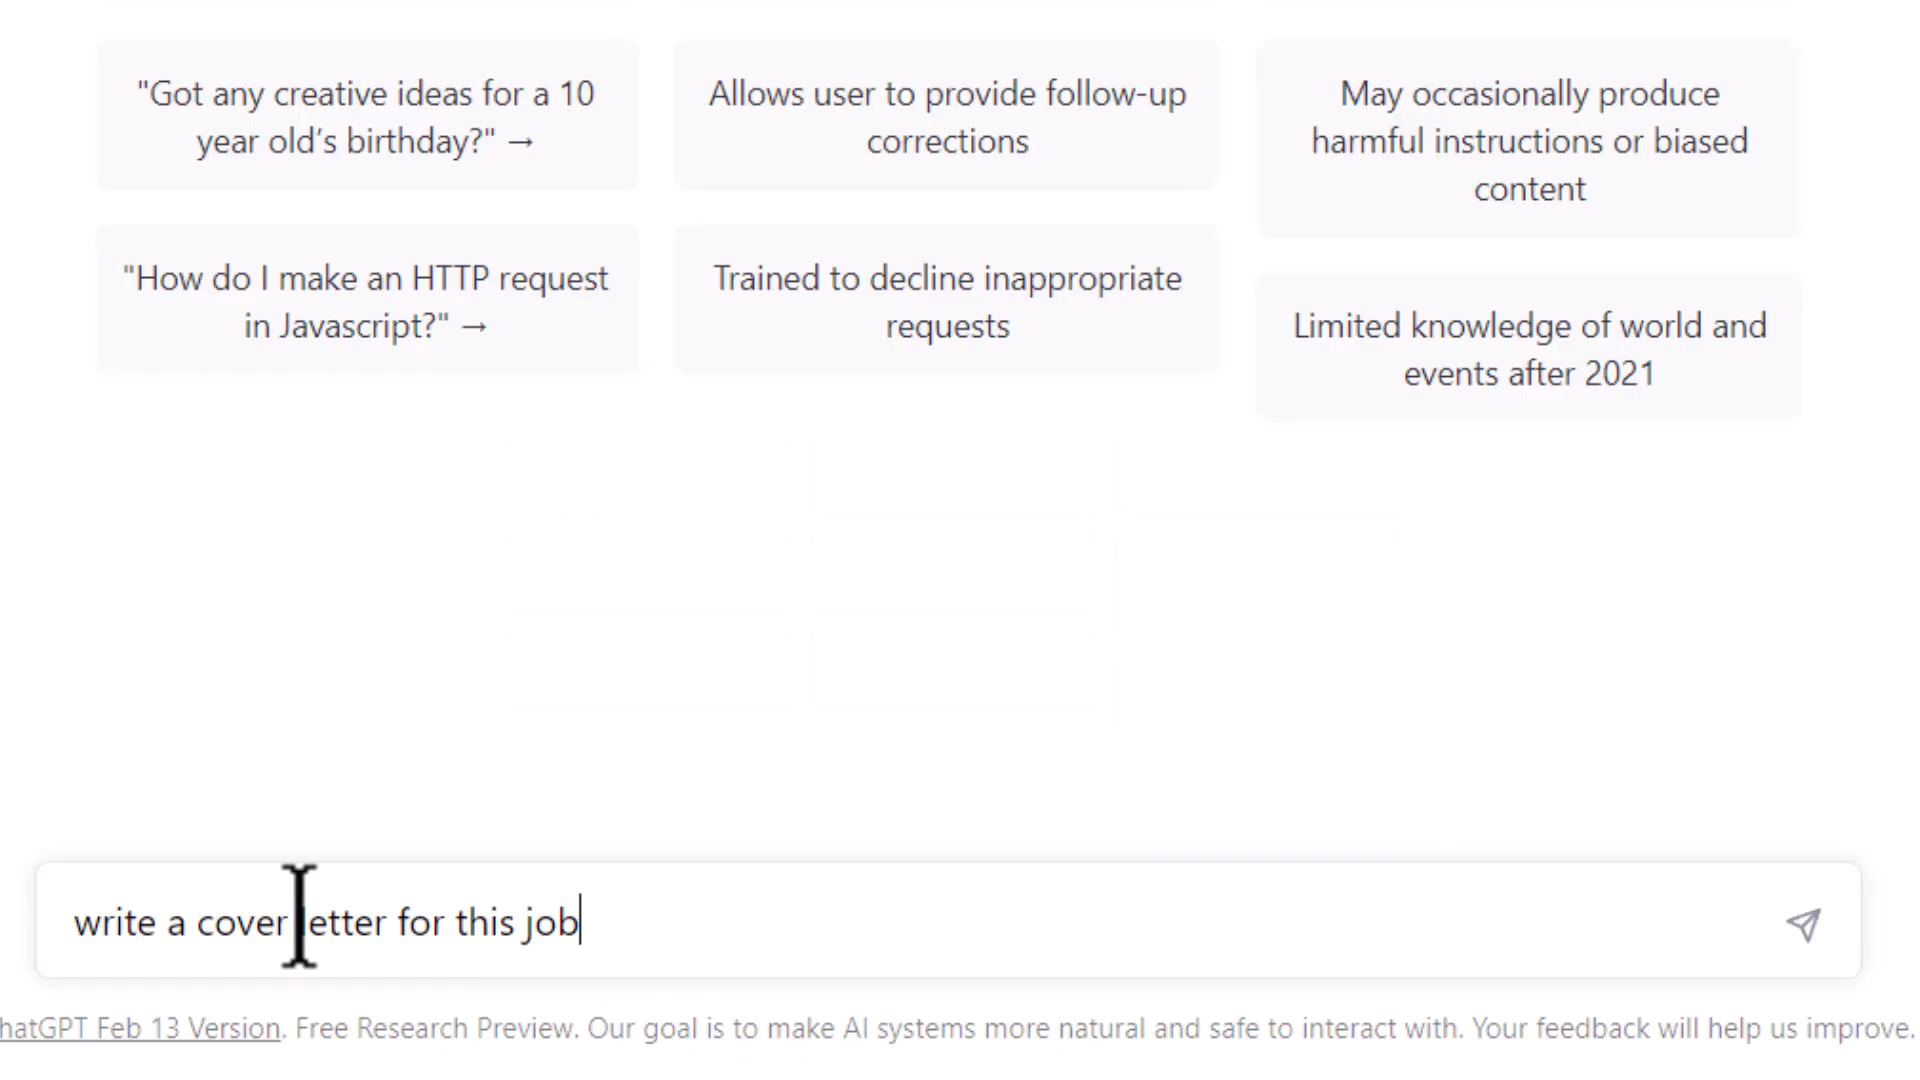 "Got any creative ideas for a 10
year old’s birthday?" →
Allows user to provide follow-up
corrections
May occasionally produce
harmful instructions or biased
content
"How do I make an HTTP request
in Javascript?" →
Trained to decline inappropriate
requests
Limited knowledge of world and
events after 2021
write a cover letter for this job
hatGPT Feb 13 Version. Free Research Preview. Our goal is to make AI systems more natural and safe to interact with. Your feedback will help us improve.